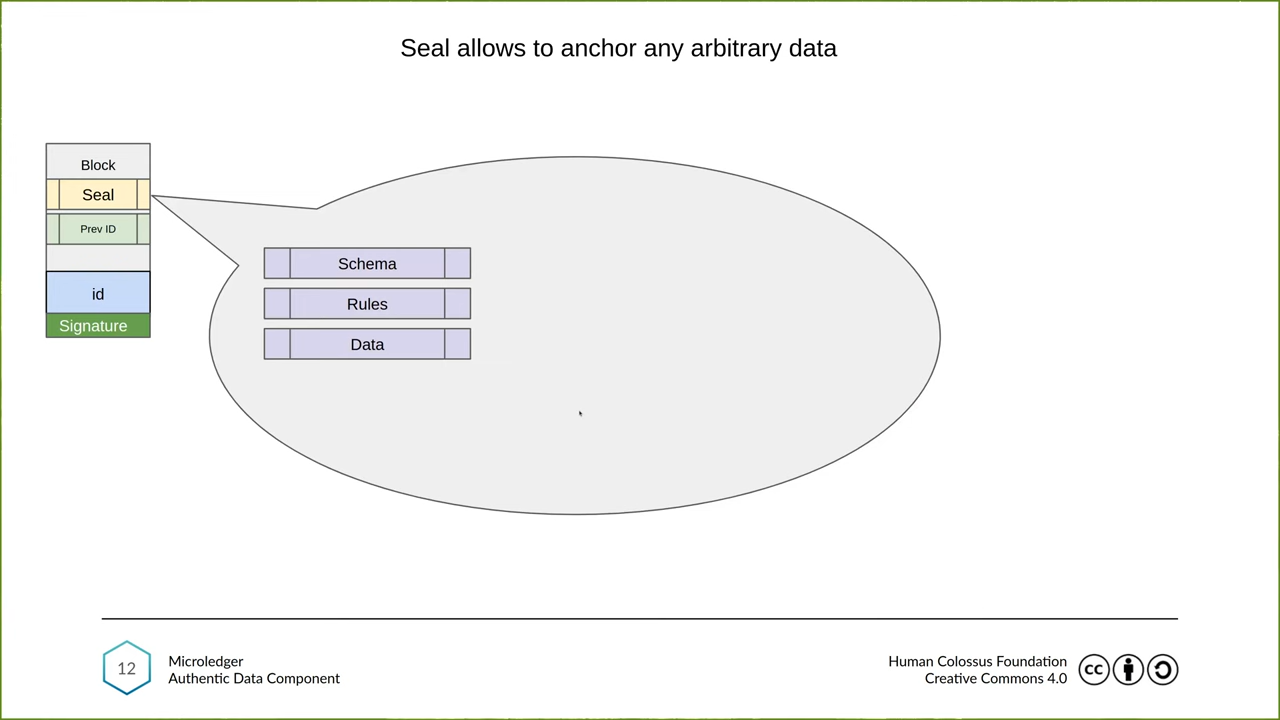 Seal allows to anchor any arbitrary data
Block
Seal
Prev ID
id
Signature
Schema
Rules
Data
12
Microledger
Authentic Data Component
Human Colossus Foundation
Creative Commons 4.0
cc